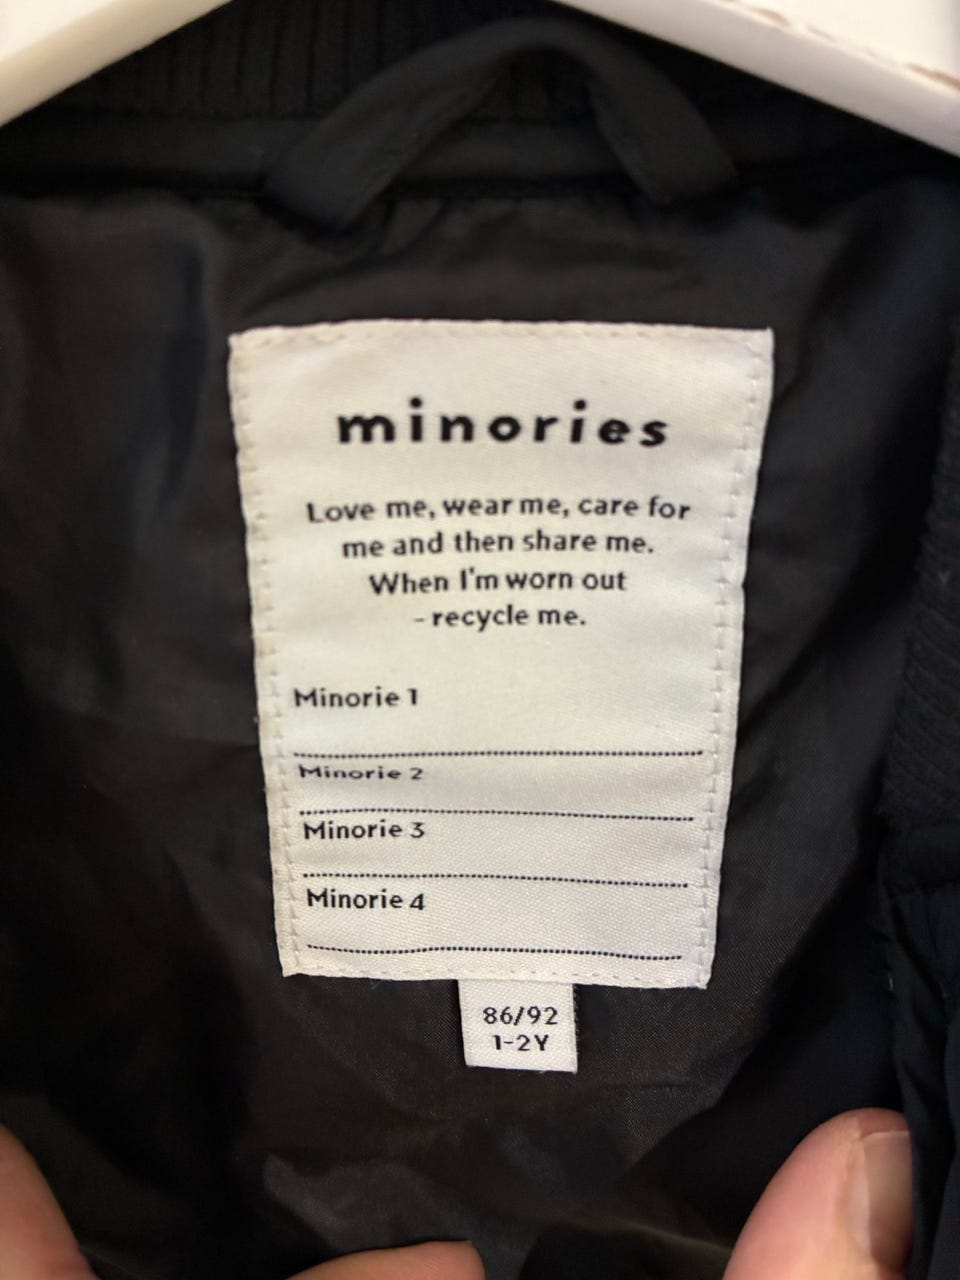 minories
Love me, wear me, care for
me and then share me.
When I'm worn out
- recycle me.
Minorie 1
Minorie 2
Minorie 3
Minorie 4
86/92
1-2Y